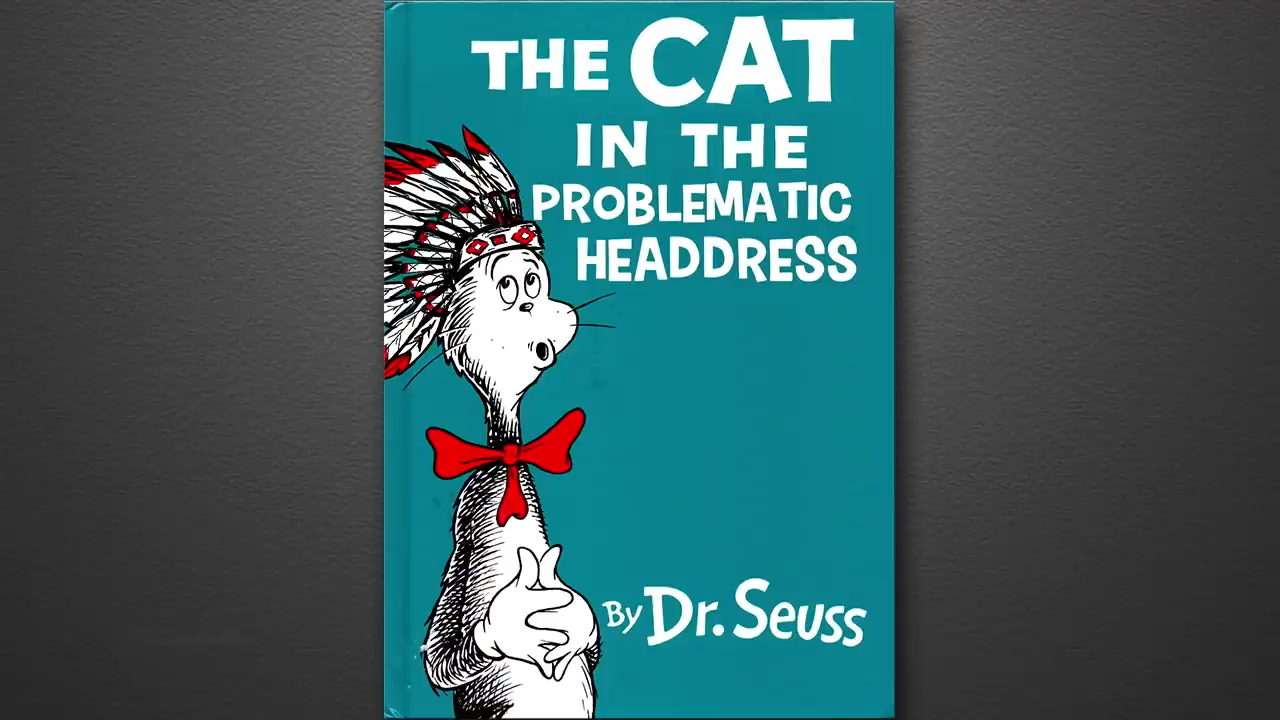 THE CAT
IN THE
PROBLEMATIC
HEADDRESS
By Dr. Seuss